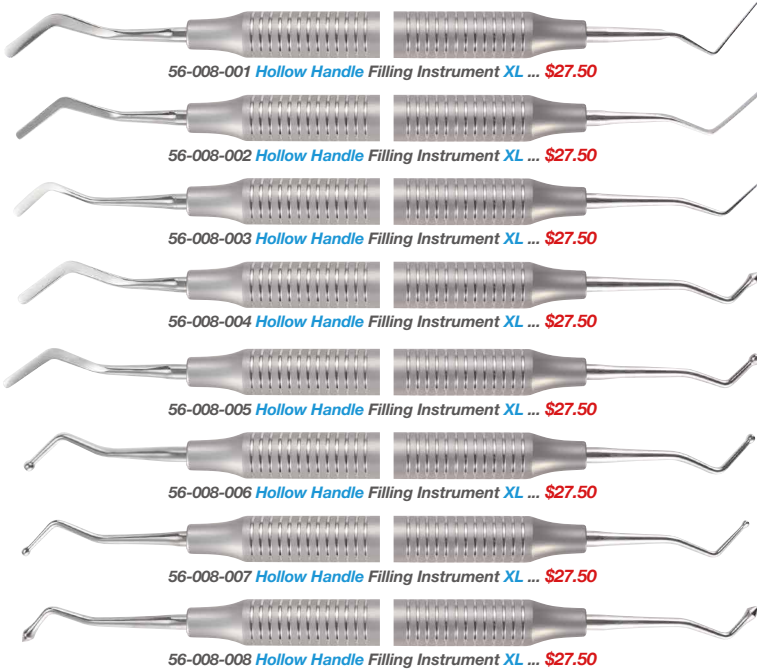 56-008-001 Hollow Handle Filling Instrument XL ... $27.50
56-008-002 Hollow Handle Filling Instrument XL ... $27.50
56-008-003 Hollow Handle Filling Instrument XL ... $27.50
56-008-004 Hollow Handle Filling Instrument XL ... $27.50
56-008-005 Hollow Handle Filling Instrument XL ... $27.50
56-008-006 Hollow Handle Filling Instrument XL ... $27.50
56-008-007 Hollow Handle Filling Instrument XL ... $27.50
56-008-008 Hollow Handle Filling Instrument XL ... $27.50